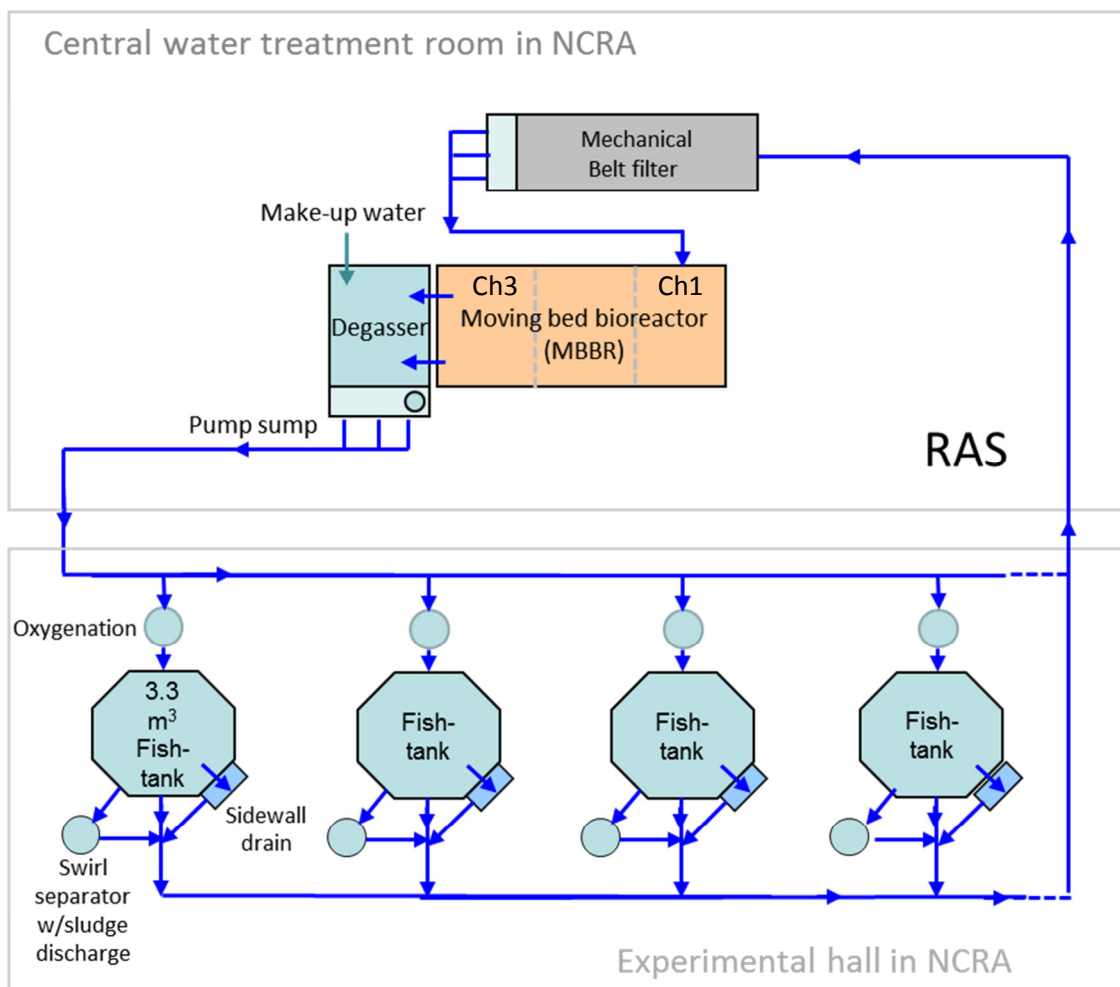 Central water treatment room in NCRA
Mechanical
Belt filter
Make-up water
Degasser
Ch3
Ch1
Moving bed bioreactor
(MBBR)
Pump sump
RAS
Oxygenation
3.3
m³
Fish-
tank
Fish-
tank
Fish-
tank
Fish-
tank
Sidewall
drain
Swirl
separator
w/sludge
discharge
Experimental hall in NCRA